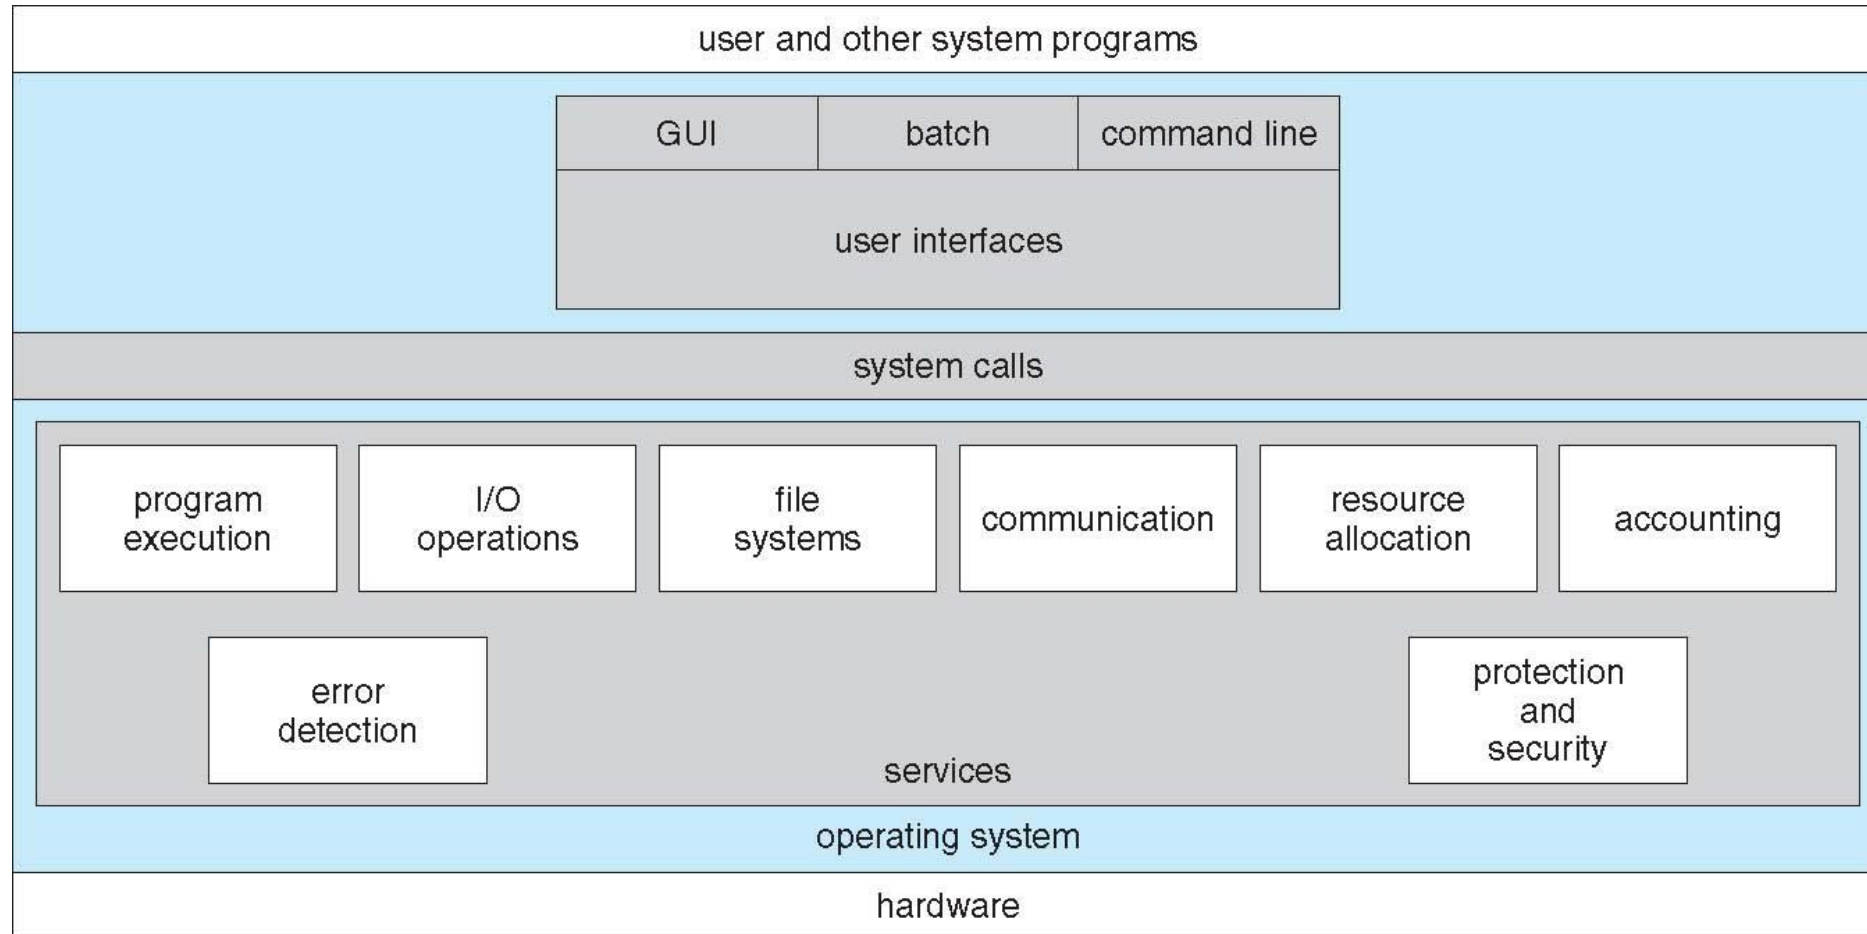 user and other system programs
GUI
batch
command line
user interfaces
system calls
program
execution
I/O
operations
file
systems
communication
resource
allocation
accounting
error
detection
protection
and
security
services
operating system
hardware